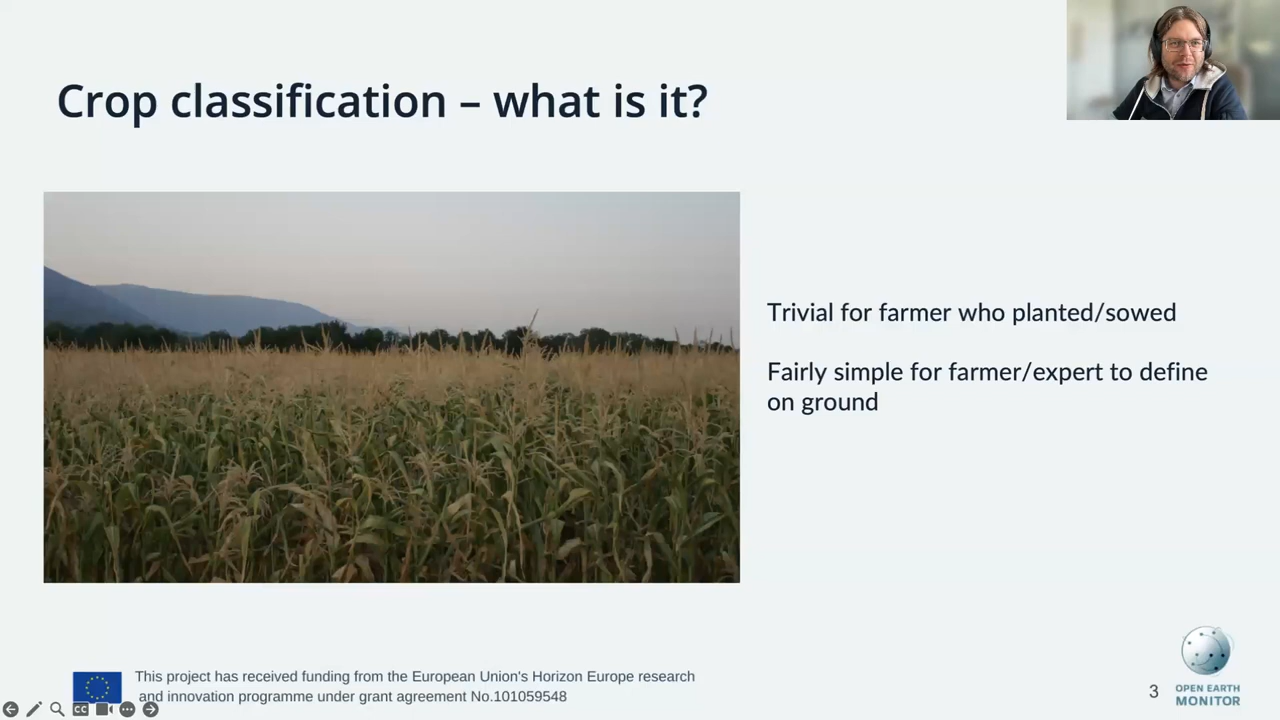 Crop classification – what is it?
Trivial for farmer who planted/sowed
Fairly simple for farmer/expert to define
on ground
This project has received funding from the European Union's Horizon Europe research
and innovation programme under grant agreement No.101059548
3
OPEN EARTH
MONITOR
CC